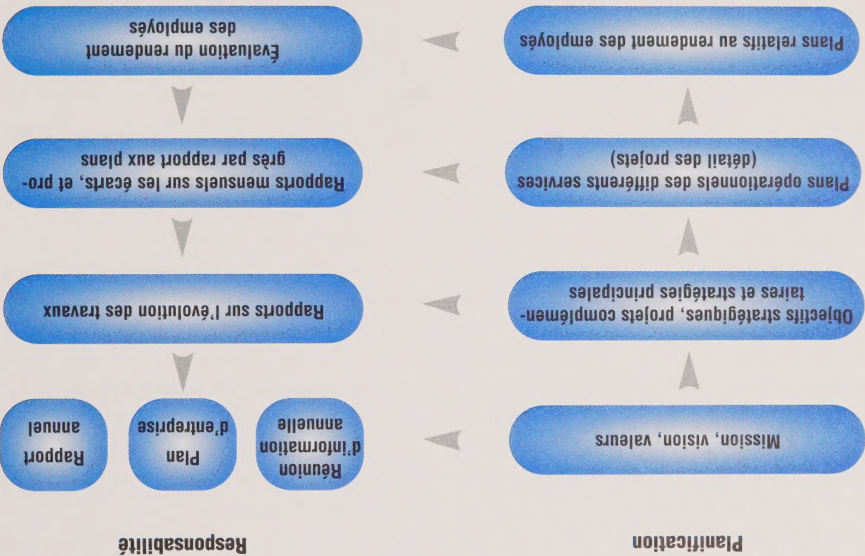 Planification
Responsabilité
Mission, vision, valeurs
Réunion
d'information
annuelle
Plan
d'entreprise
Rapport
annuel
Objectifs stratégiques, projets complémen-
taires et stratégies principales
Rapports sur l'évolution des travaux
Plans opérationnels des différents services
(détail des projets)
Rapports mensuels sur les écarts, et pro-
grès par rapport aux plans
Plans relatifs au rendement des employés
Évaluation du rendement
des employés